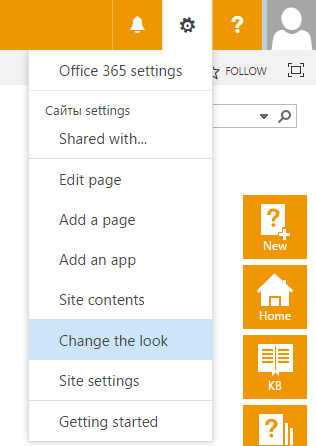 ?
Office 365 settings
FOLLOW
Сайты settings
Shared with...
Edit page
Add a page
Add an app
Site contents
Change the look
Site settings
Getting started
?
New
Home
KB
?